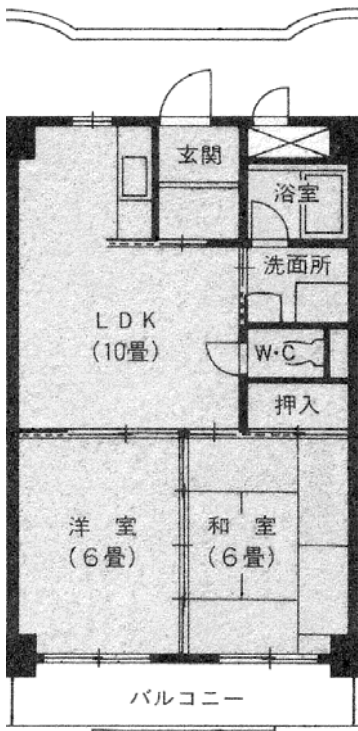 玄関
浴室
洗面所
LDK
(10畳)
W・C
押入
洋室
(6畳)
和室
(6畳)
バルコニー